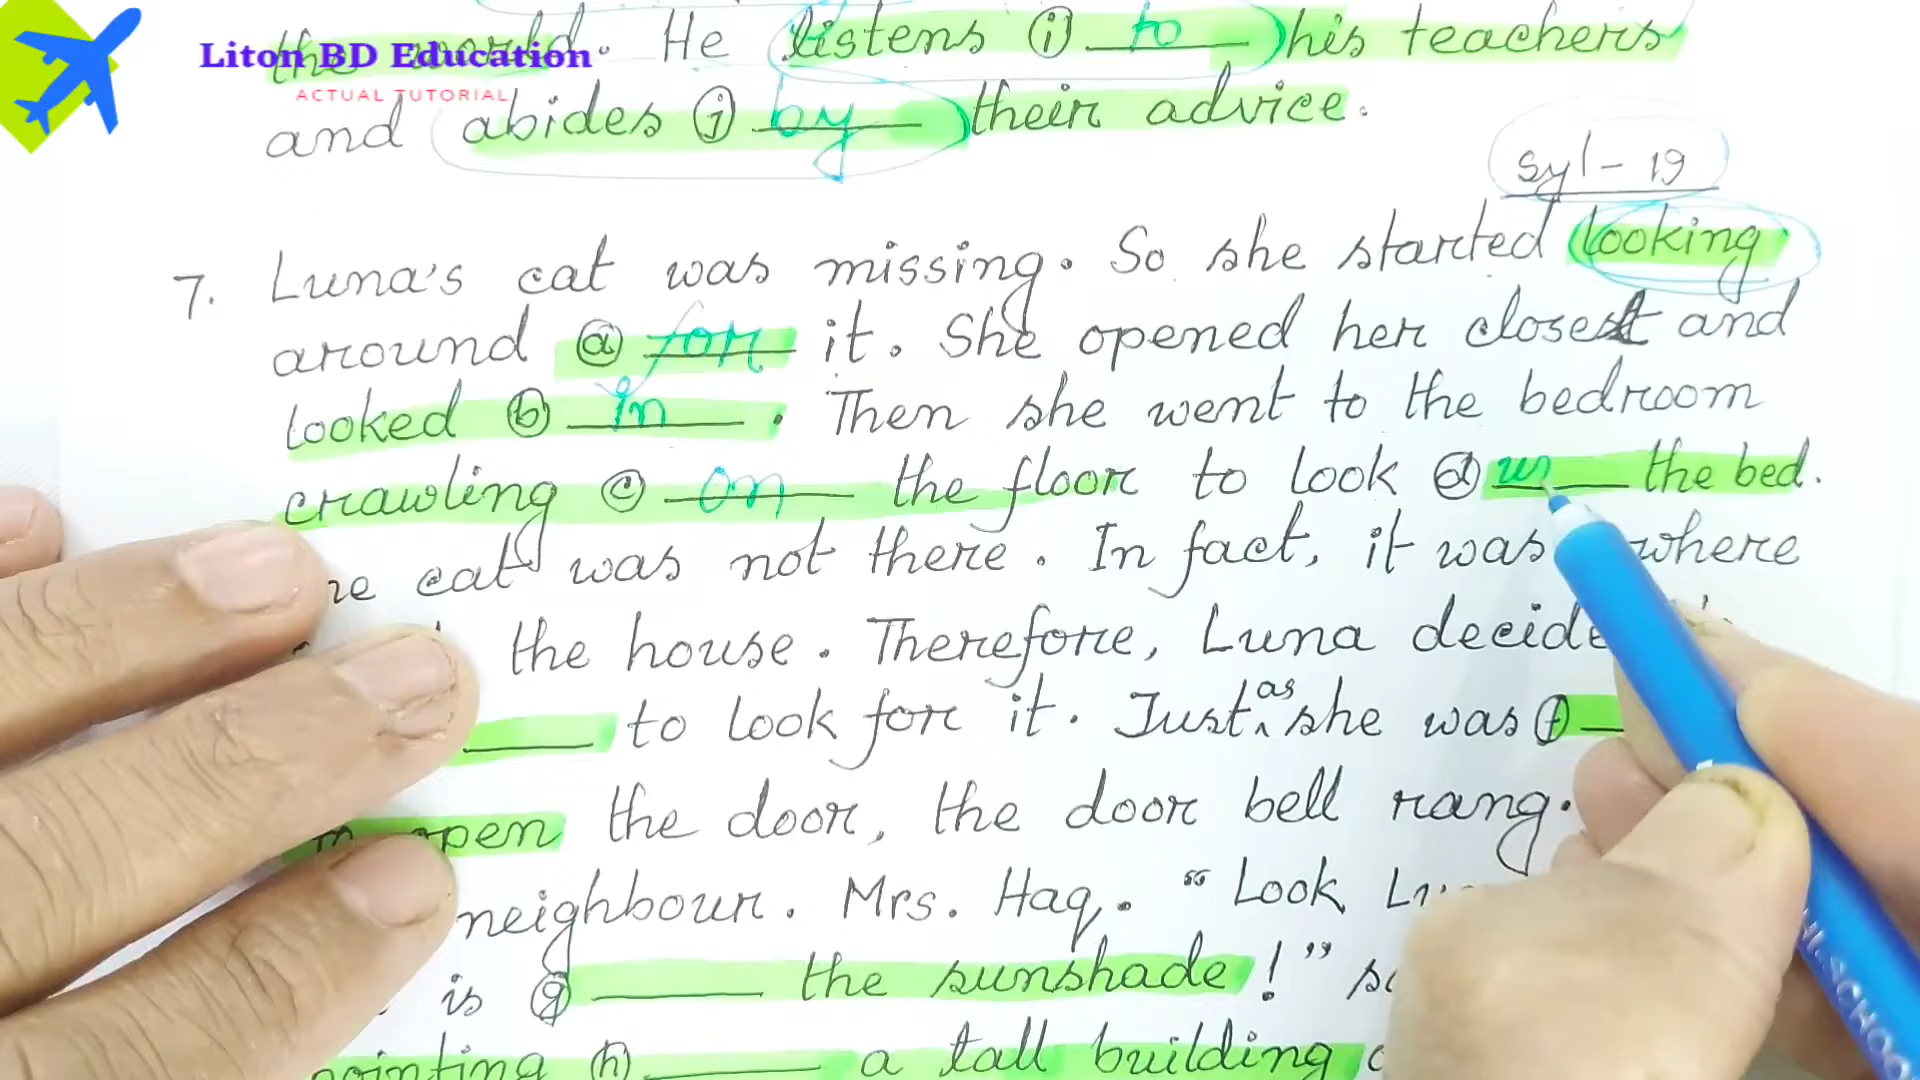 Liton BD Education
ACTUAL TUTORIAL
the world. He listens (i) to his teachers
and abides (j) by their advice.
Syl - 19
7. Luna's cat was missing. So she started looking
around (a) for it. She opened her closet and
looked (b) in. Then she went to the bedroom
crawling (c) on the floor to look (d) un the bed.
cat was not there. In fact, it was where
the house. Therefore, Luna decide
to look for it. Just as she was (f)
open the door, the door bell rang.
neighbour. Mrs. Haq. "Look
is (g) the sunshade!"
pointing (h) a tall building